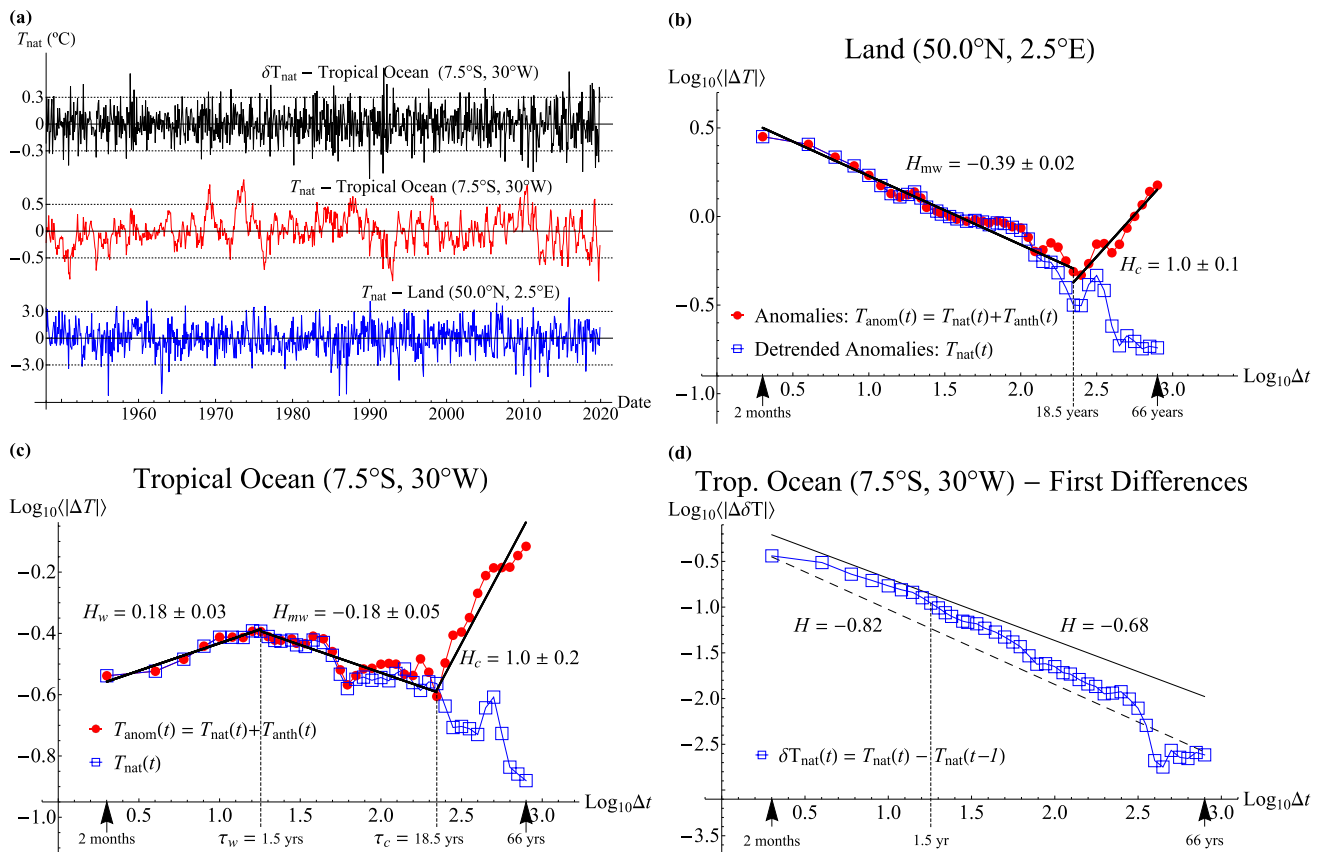 (a)
T_nat (ºC)
δT_nat − Tropical Ocean (7.5°S, 30°W)
0.3
0
−0.3
T_nat − Tropical Ocean (7.5°S, 30°W)
0.5
0
−0.5
T_nat − Land (50.0°N, 2.5°E)
3.0
0
−3.0
Date
1960 1970 1980 1990 2000 2010 2020
(b)
Land (50.0°N, 2.5°E)
Log₁₀⟨|ΔT|⟩
0.5
H_mw = −0.39 ± 0.02
0.0
H_c = 1.0 ± 0.1
−0.5
Anomalies: T_anom(t) = T_nat(t)+T_anth(t)
Detrended Anomalies: T_nat(t)
−1.0
0.5 1.0 1.5 2.0 2.5 3.0 Log₁₀Δt
2 months 18.5 years 66 years
(c)
Tropical Ocean (7.5°S, 30°W)
Log₁₀⟨|ΔT|⟩
−0.2
H_w = 0.18 ± 0.03 H_mw = −0.18 ± 0.05
−0.4
H_c = 1.0 ± 0.2
−0.6
T_anom(t) = T_nat(t)+T_anth(t)
T_nat(t)
−0.8
−1.0
0.5 1.0 1.5 2.0 2.5 3.0 Log₁₀Δt
2 months τ_w = 1.5 yrs τ_c = 18.5 yrs 66 yrs
(d)
Trop. Ocean (7.5°S, 30°W) − First Differences
Log₁₀⟨|ΔδT|⟩
−0.5
−1.0
H = −0.82 H = −0.68
−1.5
−2.0
−2.5
δT_nat(t) = T_nat(t) − T_nat(t−1)
0.5 1.0 1.5 2.0 2.5 3.0 Log₁₀Δt
−3.5
2 months 1.5 yr 66 yrs